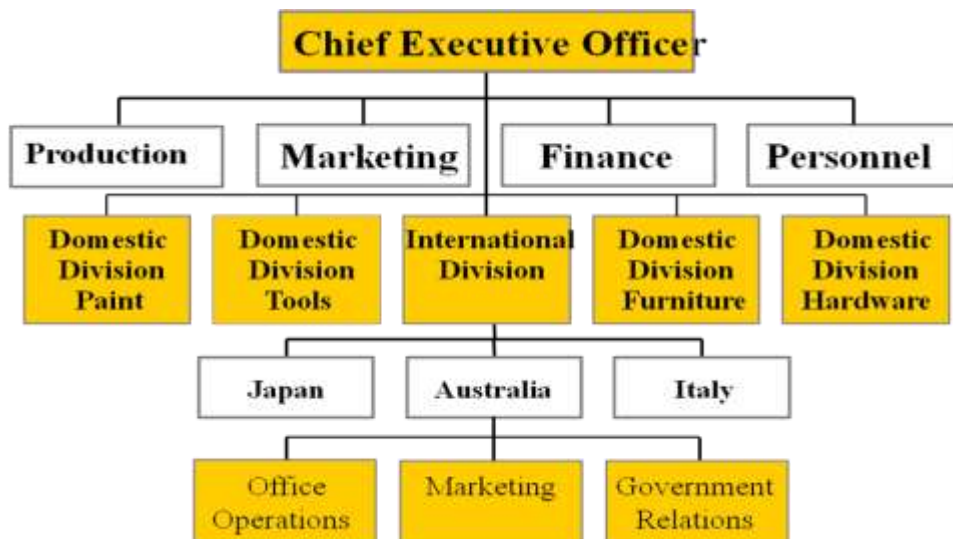 Chief Executive Officer
Production
Marketing
Finance
Personnel
Domestic
Division
Paint
Domestic
Division
Tools
International
Division
Domestic
Division
Furniture
Domestic
Division
Hardware
Japan
Australia
Italy
Office
Operations
Marketing
Government
Relations